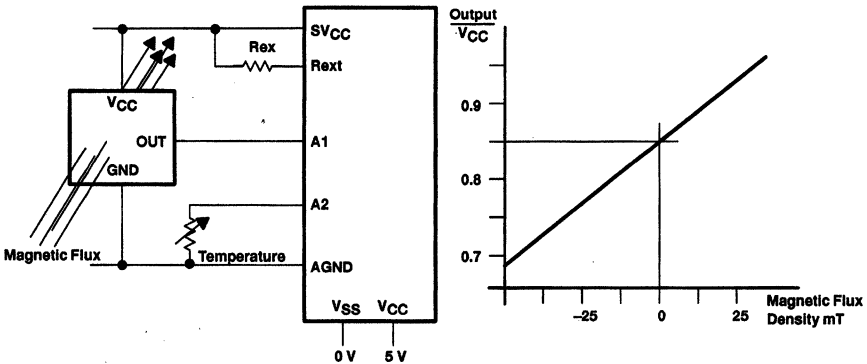 SVCC
Rex
Rext
VCC
OUT
A1
GND
A2
Magnetic Flux
Temperature
AGND
VSS VCC
0 V 5 V
Output
VCC
0.9
0.8
0.7
–25 0 25
Magnetic Flux
Density mT